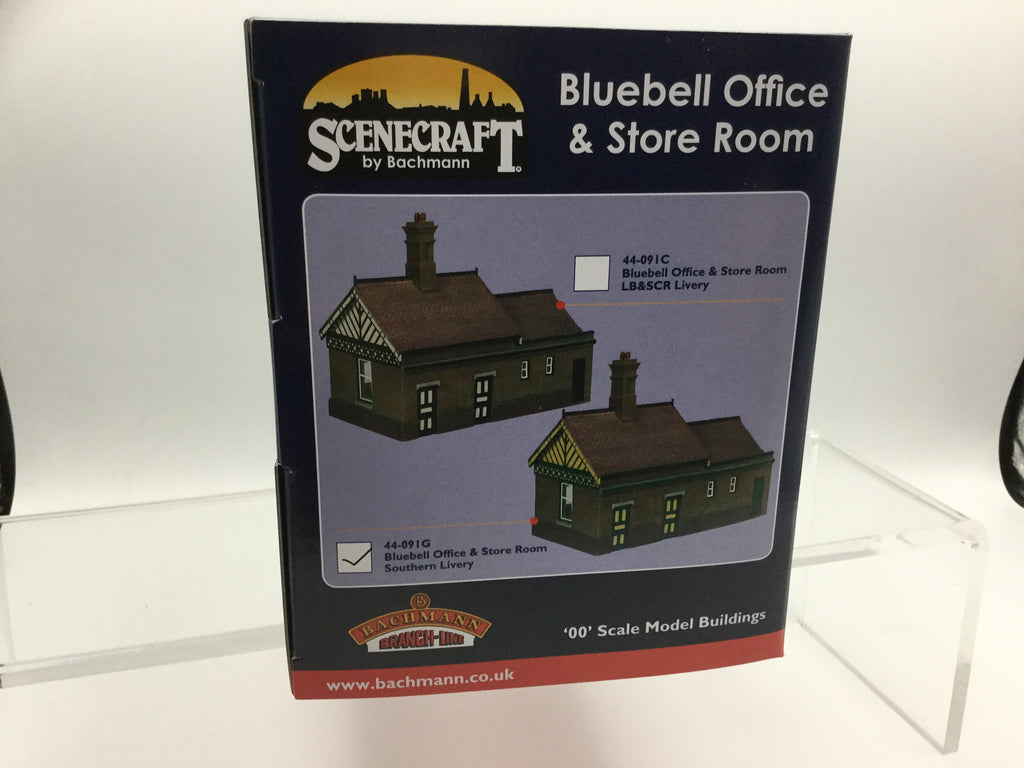 SCENECRAFT
by Bachmann
Bluebell Office
& Store Room
44-091C
Bluebell Office & Store Room
LB&SCR Livery
44-091G
Bluebell Office & Store Room
Southern Livery
BACHMANN
BRANCH-LINE
'00' Scale Model Buildings
www.bachmann.co.uk